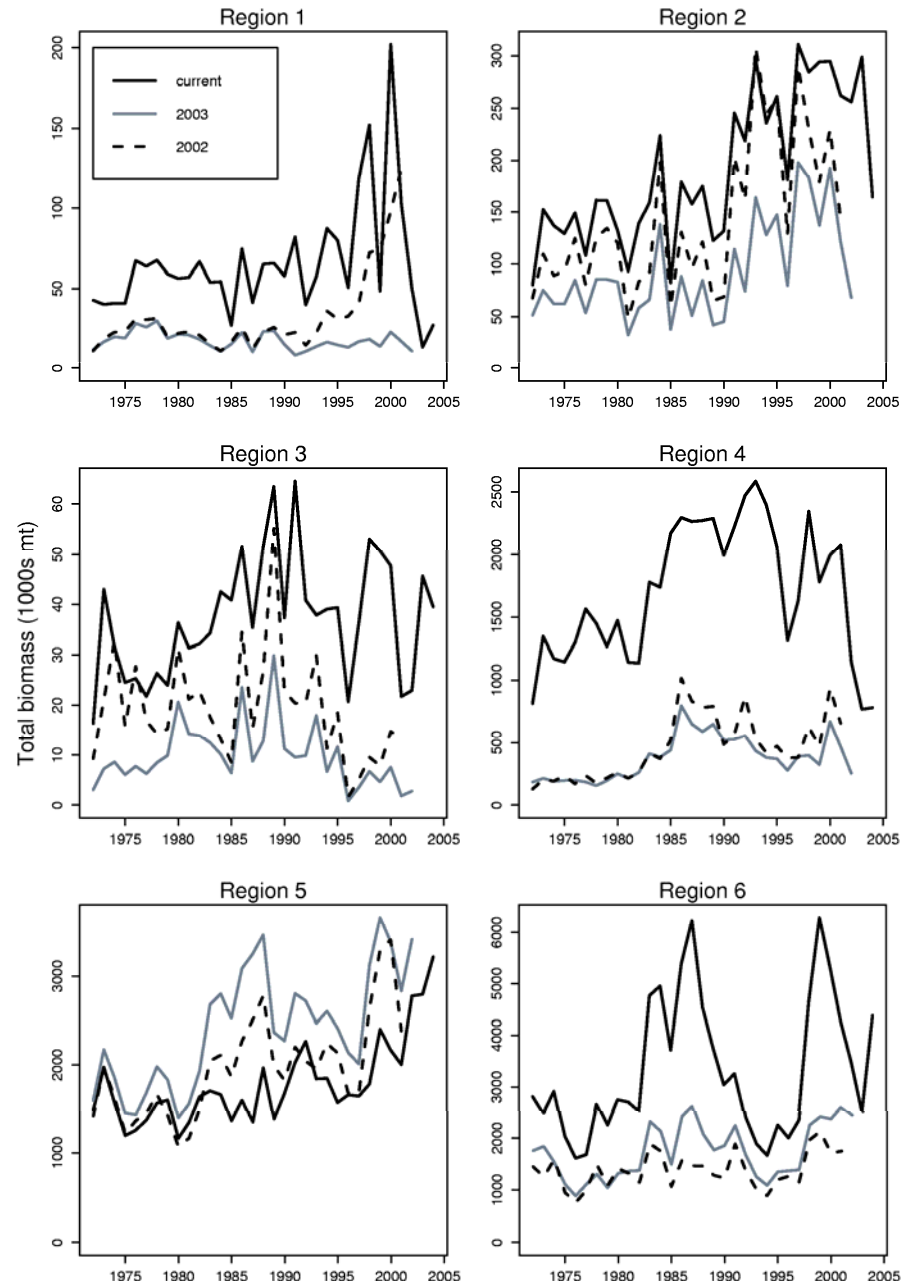 Region 1
0 50 100 150 200
current
2003
2002
1975 1980 1985 1990 1995 2000 2005
Region 2
0 50 100 150 200 250 300
1975 1980 1985 1990 1995 2000 2005
Total biomass (1000s mt)
Region 3
0 10 20 30 40 50 60
1975 1980 1985 1990 1995 2000 2005
Region 4
0 500 1000 1500 2000 2500
1975 1980 1985 1990 1995 2000 2005
Region 5
0 1000 2000 3000
1975 1980 1985 1990 1995 2000 2005
Region 6
0 1000 2000 3000 4000 5000 6000
1975 1980 1985 1990 1995 2000 2005